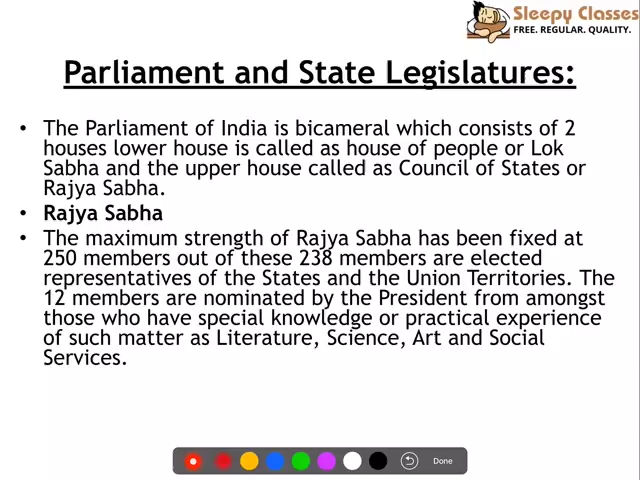 Sleepy Classes
FREE. REGULAR. QUALITY.
Parliament and State Legislatures:
• The Parliament of India is bicameral which consists of 2
houses lower house is called as house of people or Lok
Sabha and the upper house called as Council of States or
Rajya Sabha.
• Rajya Sabha
• The maximum strength of Rajya Sabha has been fixed at
250 members out of these 238 members are elected
representatives of the States and the Union Territories. The
12 members are nominated by the President from amongst
those who have special knowledge or practical experience
of such matter as Literature, Science, Art and Social
Services.
Done